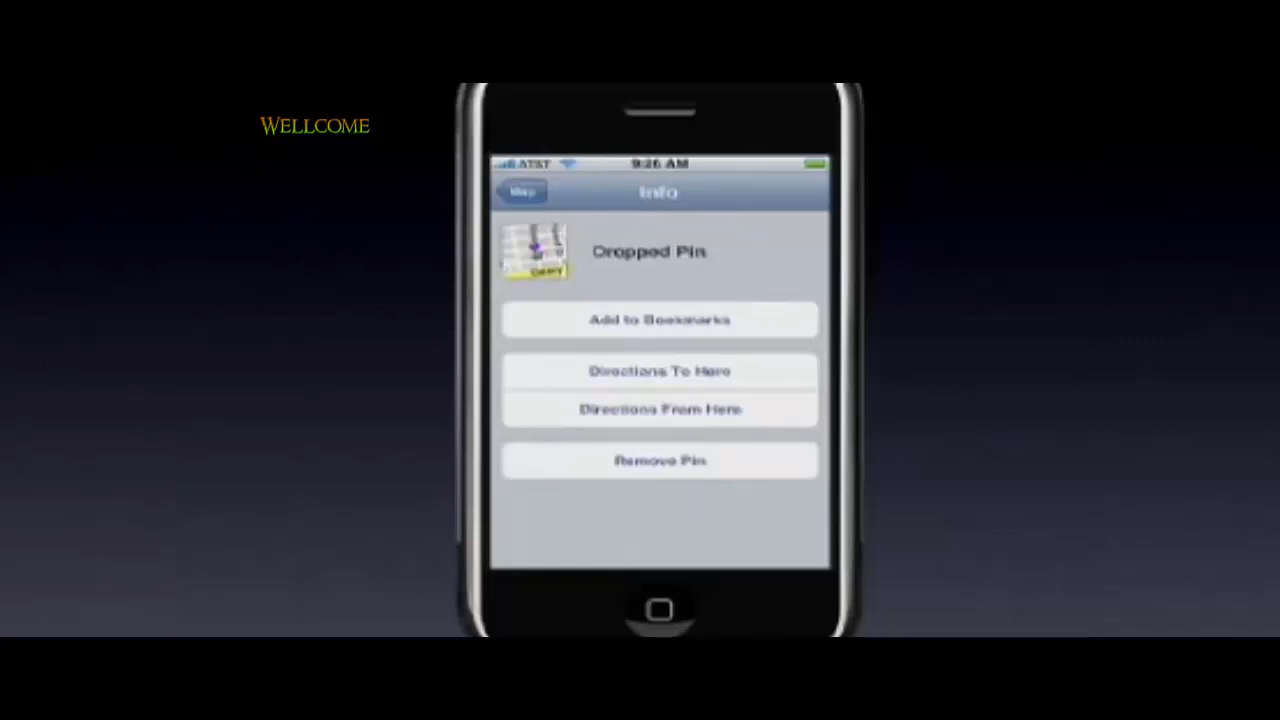 WELLCOME
AT&T
9:26 AM
Map
Info
Dropped Pin
Add to Bookmarks
Directions To Here
Directions From Here
Remove Pin